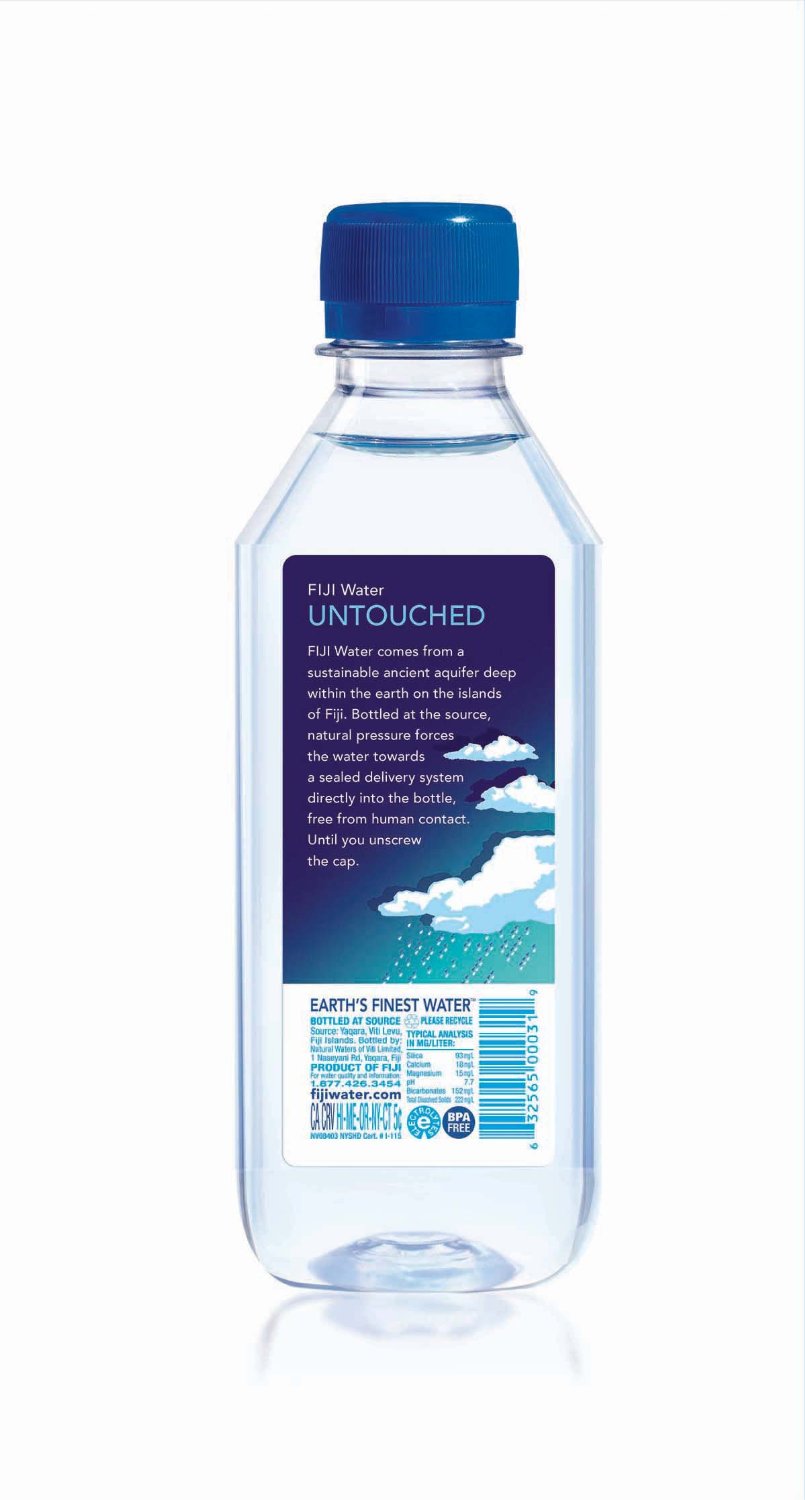 FIJI Water
UNTOUCHED
FIJI Water comes from a
sustainable ancient aquifer deep
within the earth on the islands
of Fiji. Bottled at the source,
natural pressure forces
the water towards
a sealed delivery system
directly into the bottle,
free from human contact.
Until you unscrew
the cap.
EARTH'S FINEST WATER™
BOTTLED AT SOURCE
Source: Yaqara, Viti Levu,
Fiji Islands. Bottled by:
Natural Waters of Viti Limited,
1 Naseyani Rd, Yaqara, Fiji
PRODUCT OF FIJI
For water quality and information:
1.877.426.3454
fijiwater.com
CA CRV HI-ME-OR-NY-CT 5¢
NV08403 NYSHD Cert. # I-115
PLEASE RECYCLE
TYPICAL ANALYSIS
IN MG/LITER:
Silica 93mg/L
Calcium 18mg/L
Magnesium 15mg/L
pH 7.7
Bicarbonates 152mg/L
Total Dissolved Solids 222mg/L
ELECTROLYTES
e
BPA
FREE
6 32565 00031 9